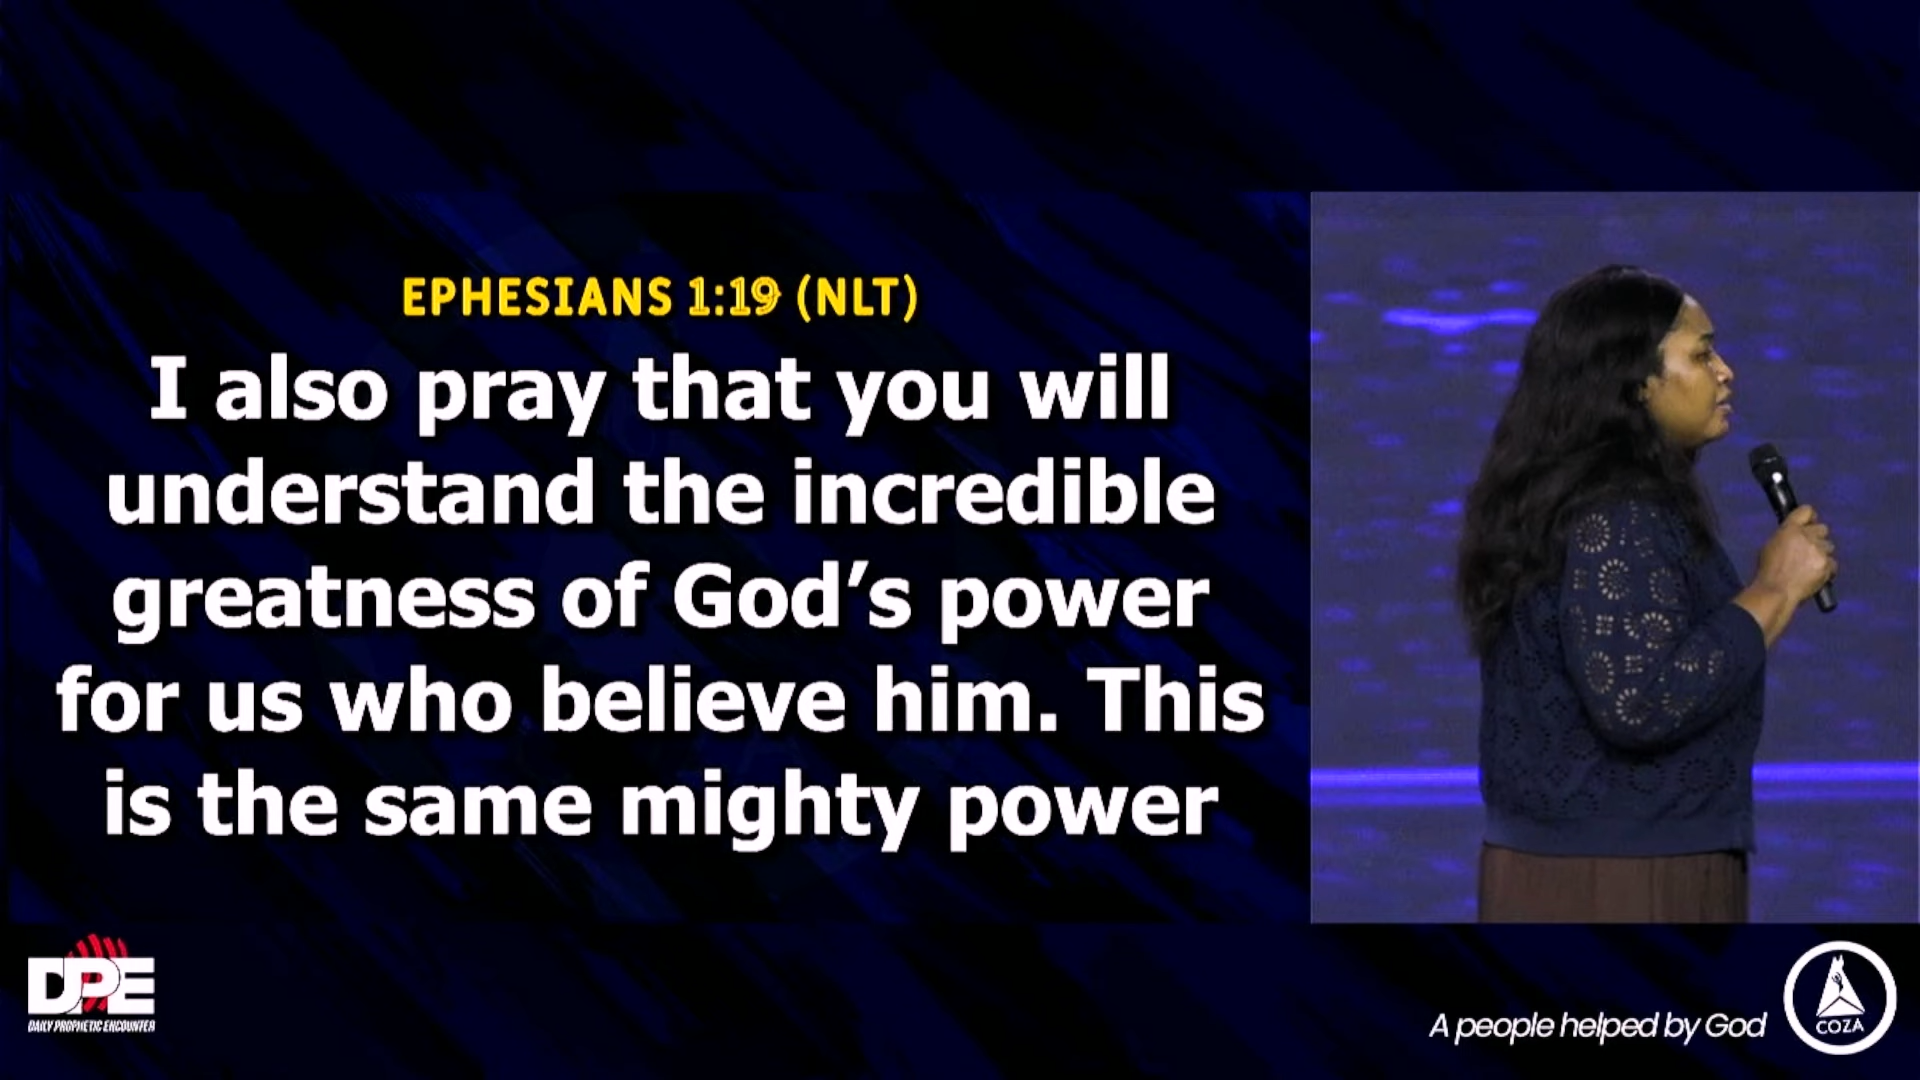 EPHESIANS 1:19 (NLT)
I also pray that you will
understand the incredible
greatness of God’s power
for us who believe him. This
is the same mighty power
DPE
DAILY PROPHETIC ENCOUNTER
A people helped by God
COZA